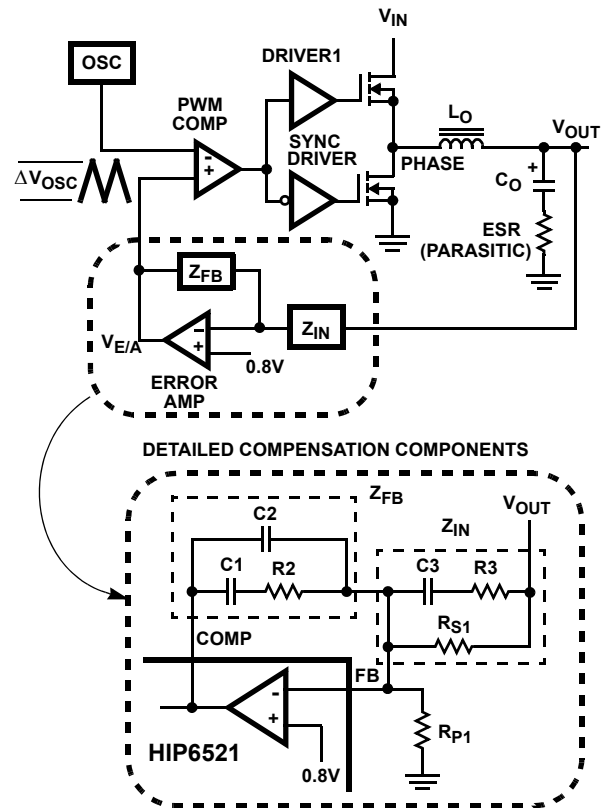 V_IN
OSC
DRIVER1
PWM
COMP
L_O
V_OUT
SYNC
DRIVER
-
+
PHASE
+
C_O
ΔV_OSC
ESR
(PARASITIC)
Z_FB
-
+
Z_IN
V_E/A
0.8V
ERROR
AMP
DETAILED COMPENSATION COMPONENTS
Z_FB
V_OUT
C2
Z_IN
C1
R2
C3
R3
COMP
R_S1
FB
-
+
HIP6521
0.8V
R_P1